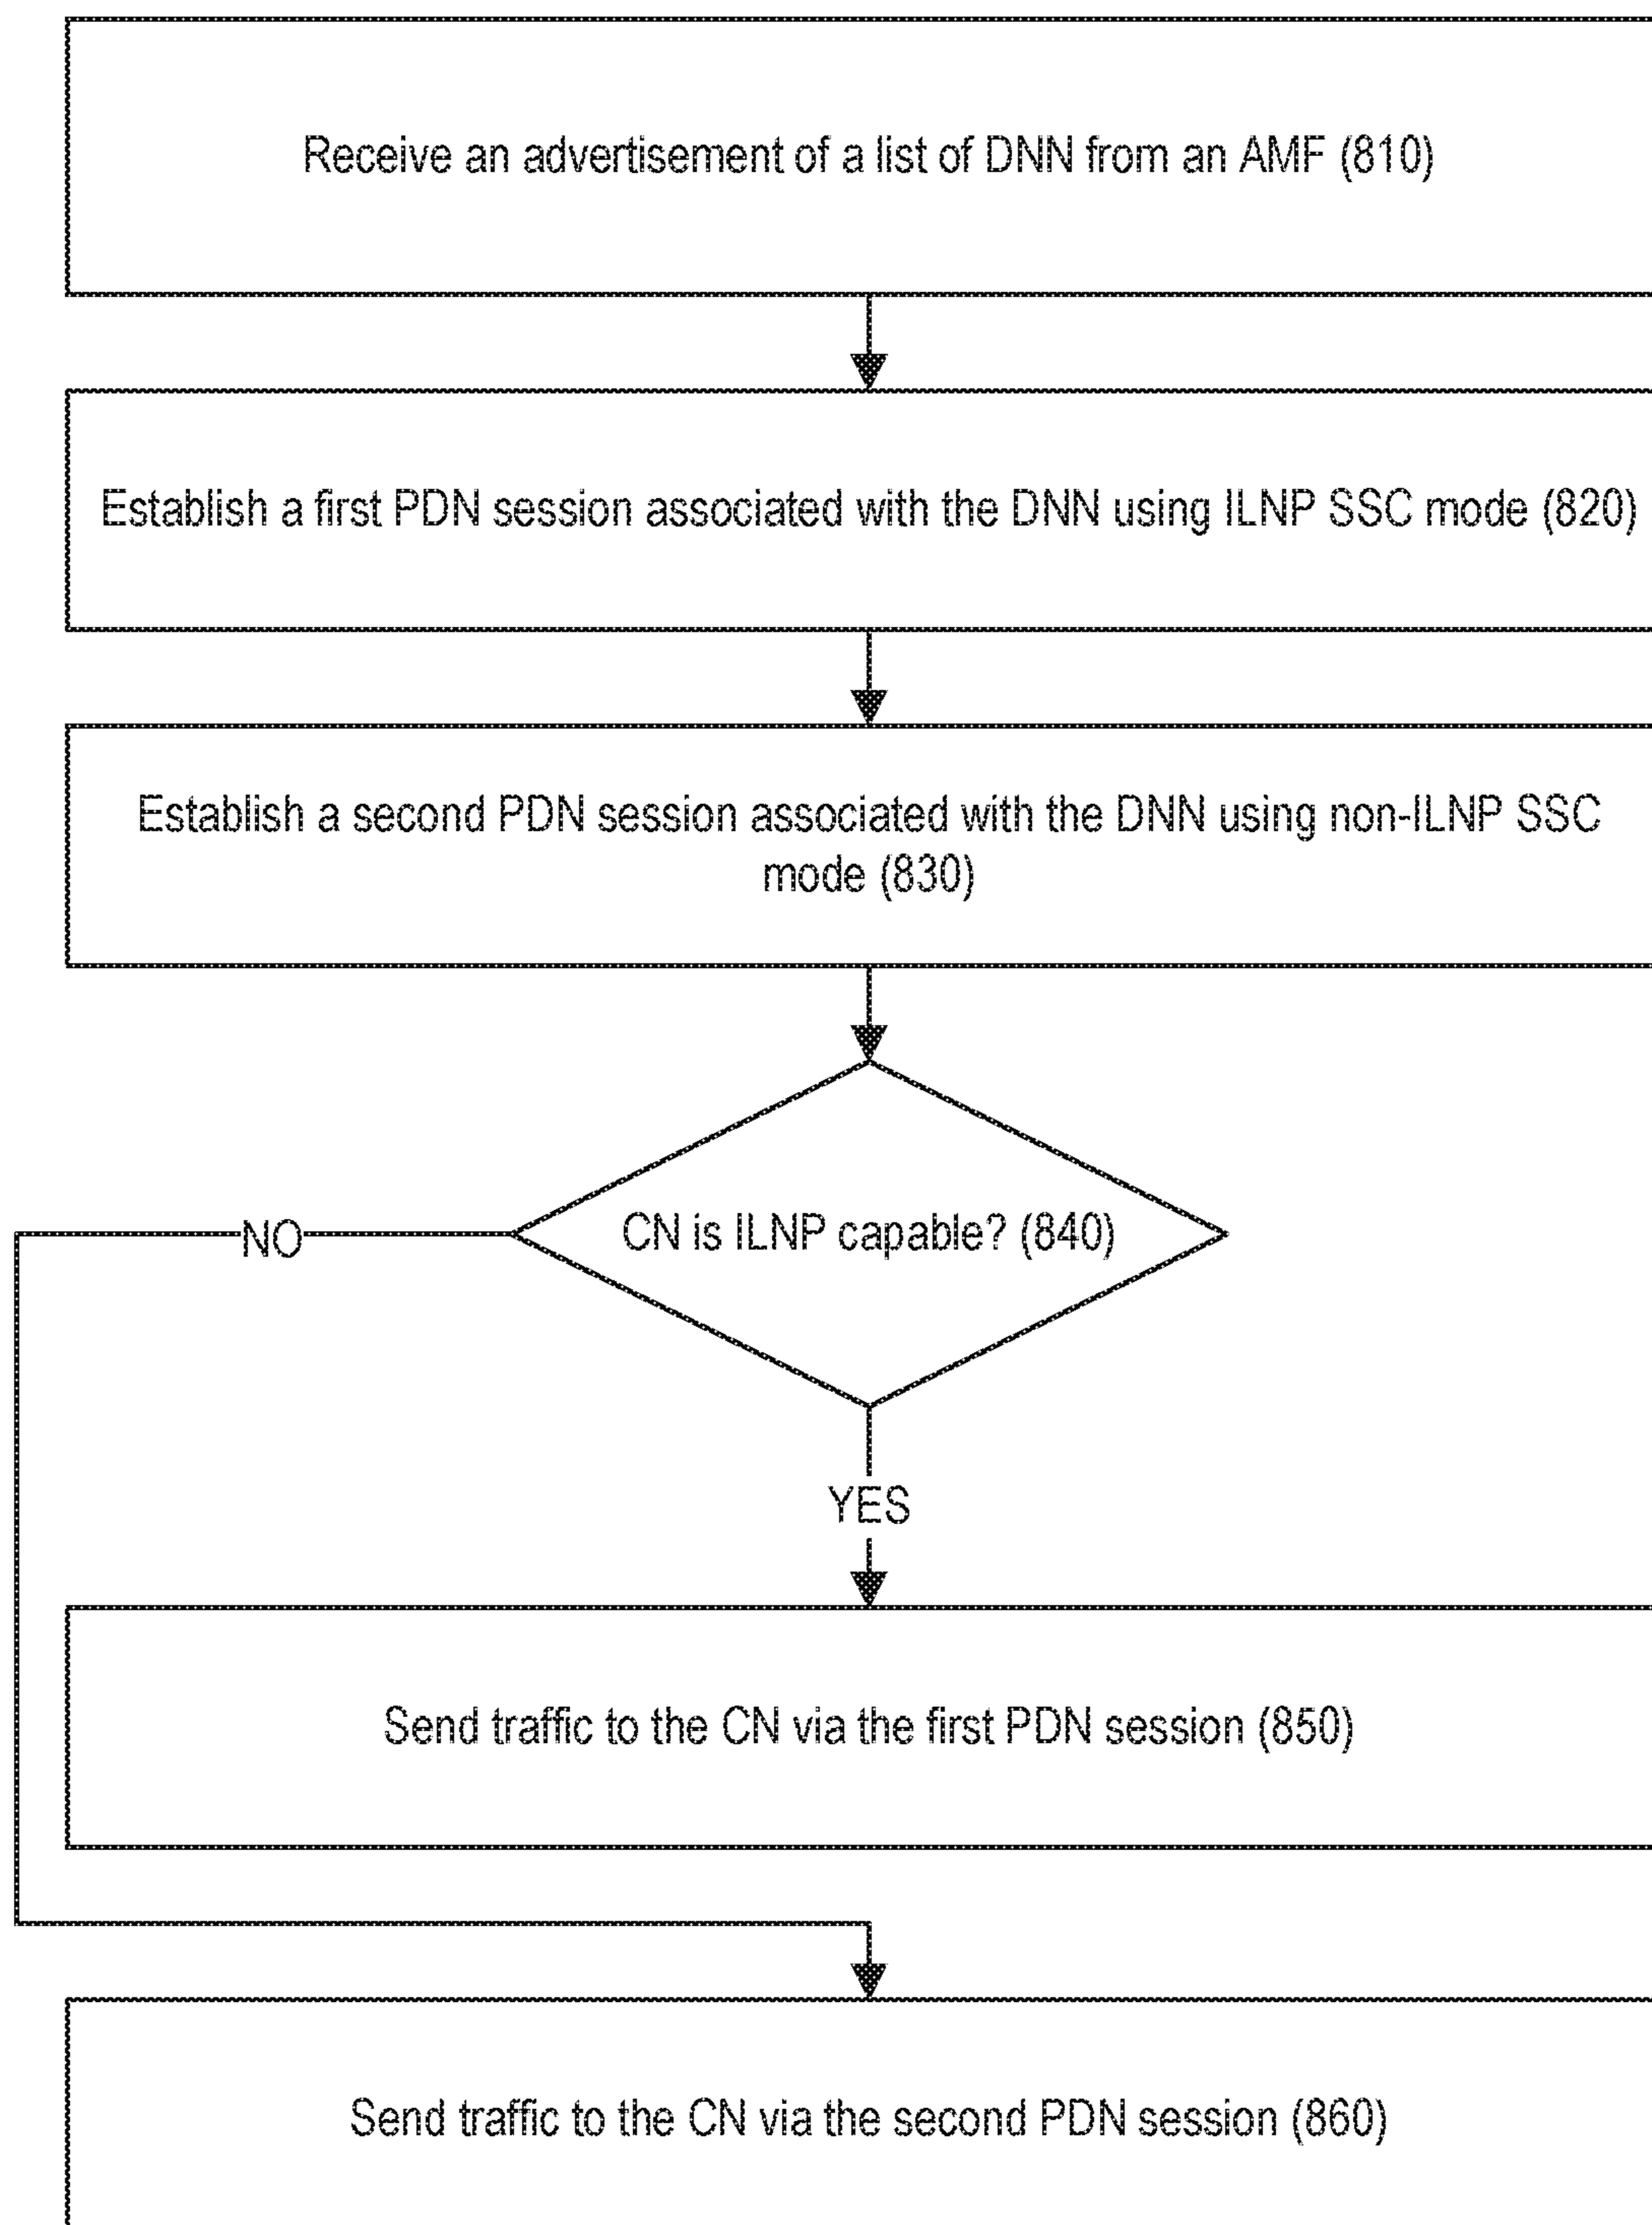 Receive an advertisement of a list of DNN from an AMF (810)
Establish a first PDN session associated with the DNN using ILNP SSC mode (820)
Establish a second PDN session associated with the DNN using non-ILNP SSC
mode (830)
CN is ILNP capable? (840)
NO
YES
Send traffic to the CN via the first PDN session (850)
Send traffic to the CN via the second PDN session (860)